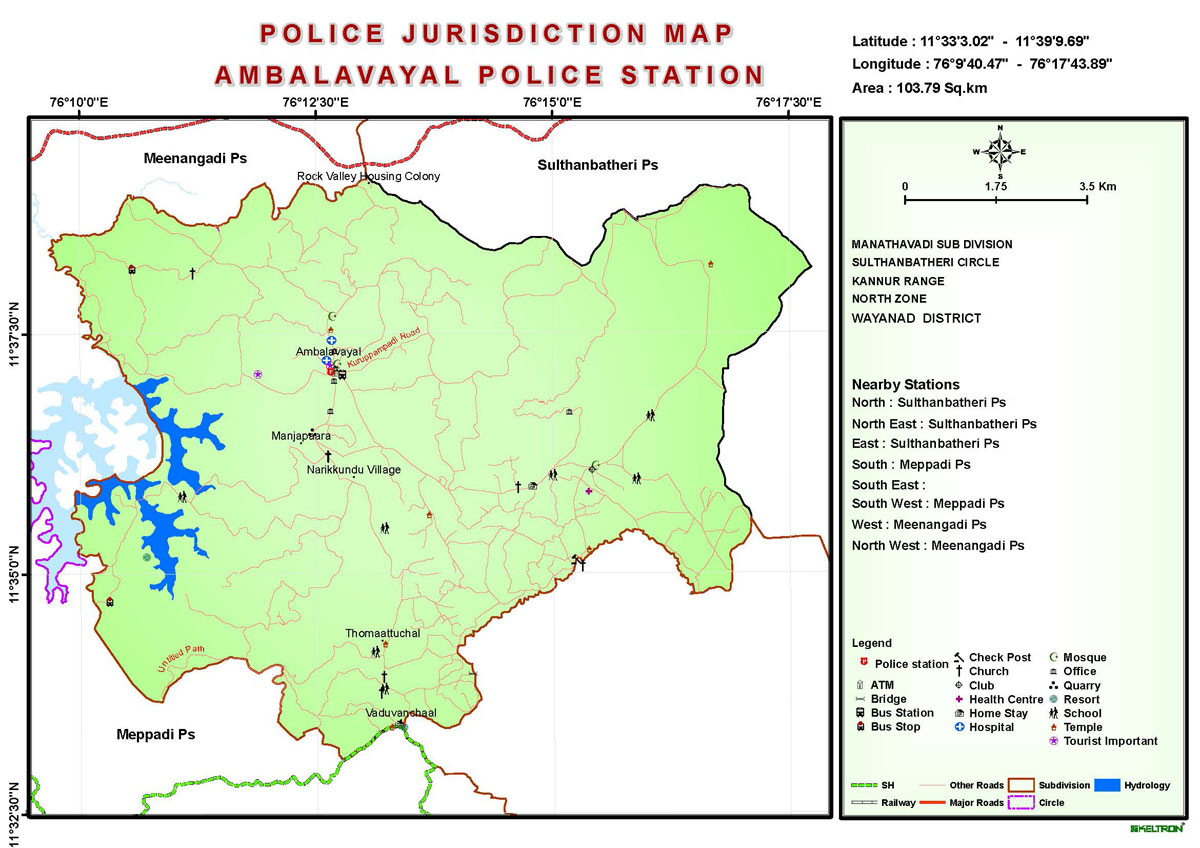 POLICE JURISDICTION MAP
AMBALAVAYAL POLICE STATION
Latitude : 11°33'3.02" - 11°39'9.69"
Longitude : 76°9'40.47" - 76°17'43.89"
Area : 103.79 Sq.km
76°10'0"E
76°12'30"E
76°15'0"E
76°17'30"E
Meenangadi Ps
Sulthanbatheri Ps
Rock Valley Housing Colony
11°37'30"N
Ambalavayal
Kuruppampadi Road
Manjapaara
Narikkundu Village
11°35'0"N
Thomaattuchal
Untitled Path
Vaduvanchaal
Meppadi Ps
11°32'30"N
N
W
E
S
0
1.75
3.5 Km
MANATHAVADI SUB DIVISION
SULTHANBATHERI CIRCLE
KANNUR RANGE
NORTH ZONE
WAYANAD DISTRICT
Nearby Stations
North : Sulthanbatheri Ps
North East : Sulthanbatheri Ps
East : Sulthanbatheri Ps
South : Meppadi Ps
South East :
South West : Meppadi Ps
West : Meenangadi Ps
North West : Meenangadi Ps
Legend
Police station
ATM
Bridge
Bus Station
Bus Stop
Check Post
Church
Club
Health Centre
Home Stay
Hospital
Mosque
Office
Quarry
Resort
School
Temple
Tourist Important
SH
Other Roads
Subdivision
Hydrology
Railway
Major Roads
Circle
KELTRON